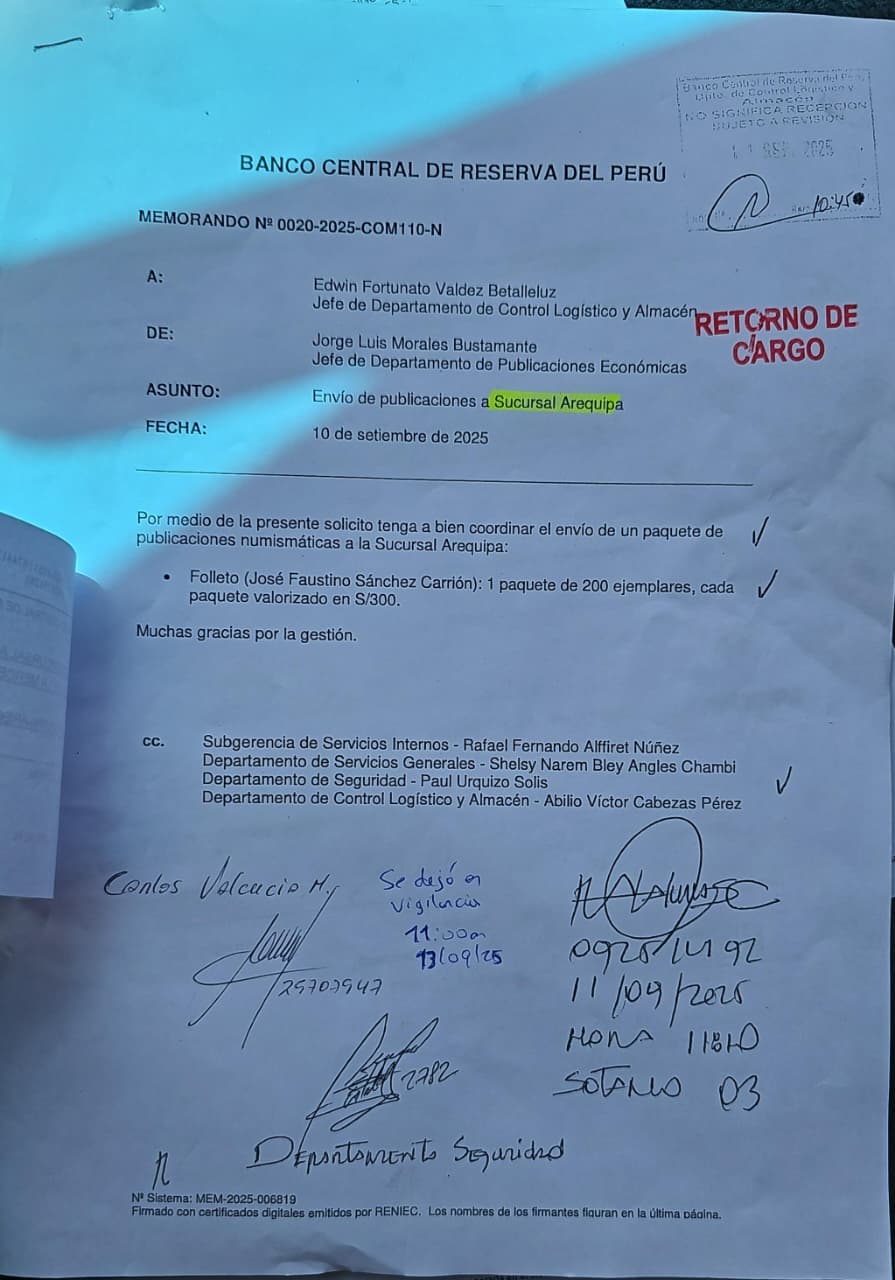 Banco Central de Reserva del Perú
Dpto. de Control Logístico y
Almacén
NO SIGNIFICA RECEPCION
SUJETO A REVISIÓN
11 SET. 2025
10:45
BANCO CENTRAL DE RESERVA DEL PERÚ
MEMORANDO Nº 0020-2025-COM110-N
A: Edwin Fortunato Valdez Betalleluz
Jefe de Departamento de Control Logístico y Almacén
RETORNO DE
CARGO
DE: Jorge Luis Morales Bustamante
Jefe de Departamento de Publicaciones Económicas
ASUNTO: Envío de publicaciones a Sucursal Arequipa
FECHA: 10 de setiembre de 2025
Por medio de la presente solicito tenga a bien coordinar el envío de un paquete de
publicaciones numismáticas a la Sucursal Arequipa:
• Folleto (José Faustino Sánchez Carrión): 1 paquete de 200 ejemplares, cada
paquete valorizado en S/300.
Muchas gracias por la gestión.
cc. Subgerencia de Servicios Internos - Rafael Fernando Alffiret Núñez
Departamento de Servicios Generales - Shelsy Narem Bley Angles Chambi
Departamento de Seguridad - Paul Urquizo Solis
Departamento de Control Logístico y Almacén - Abilio Víctor Cabezas Pérez
Carlos Valcucio M.
29707947
Se dejó en
vigilancia
11:00am
13/09/25
11/09/2025
HORA
SOTANO 03
2782
DEPARTAMENTO SEGURIDAD
Nº Sistema: MEM-2025-006819
Firmado con certificados digitales emitidos por RENIEC. Los nombres de los firmantes figuran en la última página.